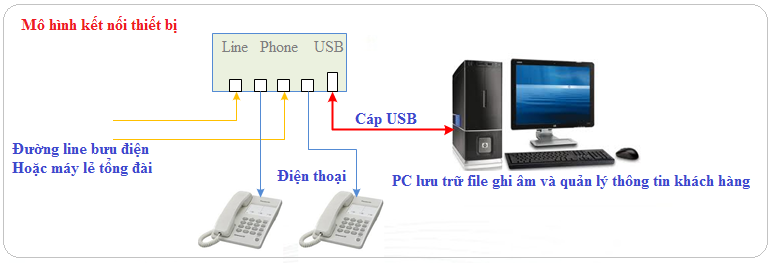 Mô hình kết nối thiết bị
Line Phone USB
Cáp USB
Đường line bưu điện
Hoặc máy lẻ tổng đài
Điện thoại
PC lưu trữ file ghi âm và quản lý thông tin khách hàng